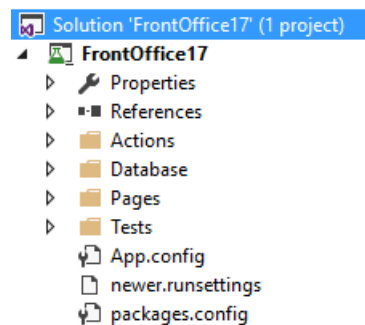 Solution 'FrontOffice17' (1 project)
FrontOffice17
Properties
References
Actions
Database
Pages
Tests
App.config
newer.runsettings
packages.config